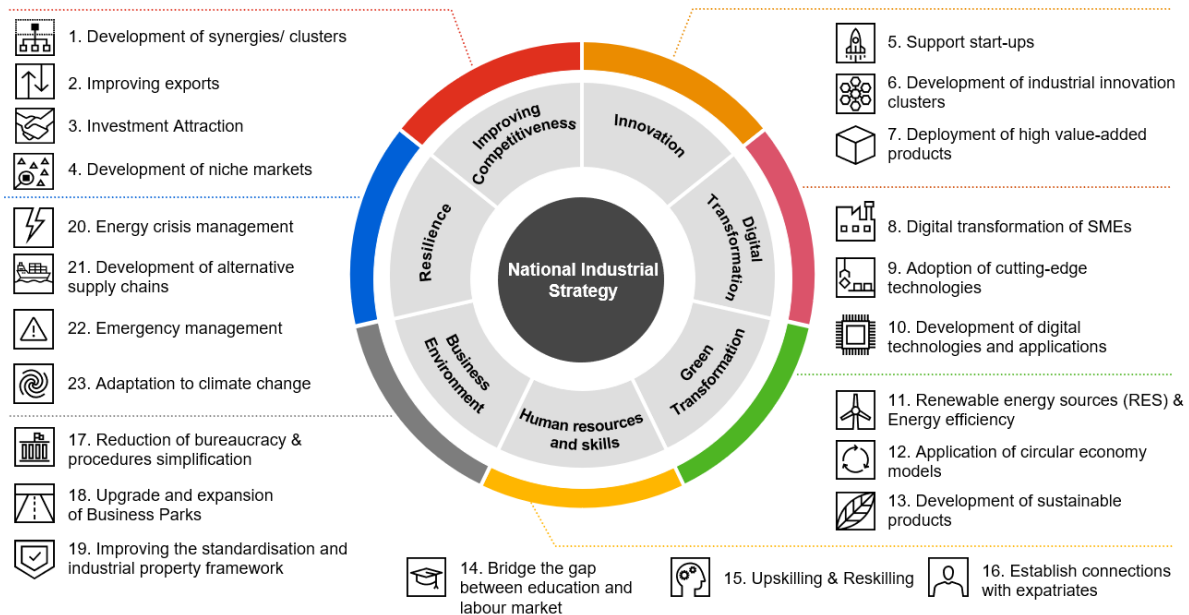 1. Development of synergies/ clusters
2. Improving exports
3. Investment Attraction
4. Development of niche markets
5. Support start-ups
6. Development of industrial innovation
clusters
7. Deployment of high value-added
products
Improving
Competitiveness
Innovation
Digital
Transformation
Green
Transformation
Human resources
and skills
Business
Environment
Resilience
National Industrial
Strategy
20. Energy crisis management
21. Development of alternative
supply chains
22. Emergency management
23. Adaptation to climate change
8. Digital transformation of SMEs
9. Adoption of cutting-edge
technologies
10. Development of digital
technologies and applications
11. Renewable energy sources (RES) &
Energy efficiency
12. Application of circular economy
models
13. Development of sustainable
products
17. Reduction of bureaucracy &
procedures simplification
18. Upgrade and expansion
of Business Parks
19. Improving the standardisation and
industrial property framework
14. Bridge the gap
between education and
labour market
15. Upskilling & Reskilling
16. Establish connections
with expatriates